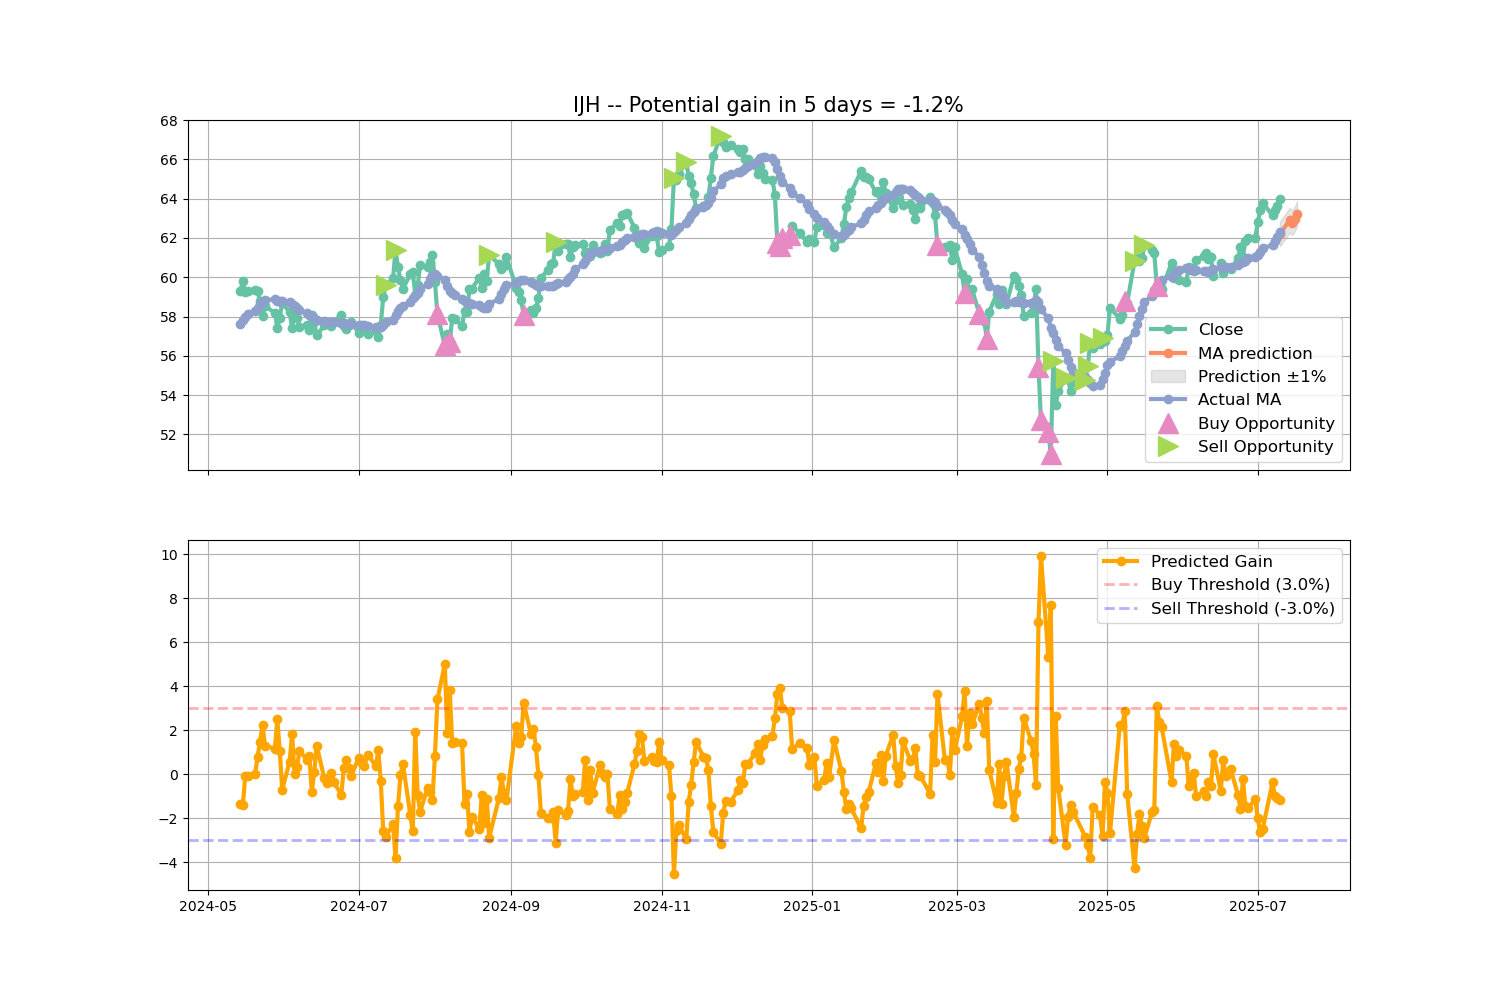 IJH -- Potential gain in 5 days = -1.2%
68
66
64
62
60
58
56
54
52
Close
MA prediction
Prediction ±1%
Actual MA
Buy Opportunity
Sell Opportunity
10
8
6
4
2
0
−2
−4
Predicted Gain
Buy Threshold (3.0%)
Sell Threshold (-3.0%)
2024-05
2024-07
2024-09
2024-11
2025-01
2025-03
2025-05
2025-07